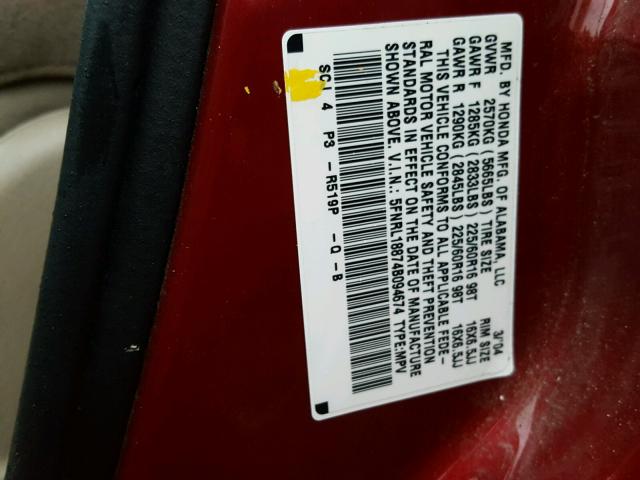 MFD. BY HONDA MFG. OF ALABAMA, LLC 3/'04
GVWR 2570KG (5665LBS) TIRE SIZE RIM SIZE
GAWR F 1285KG (2833LBS) 225/60R16 98T 16X6.5JJ
GAWR R 1290KG (2845LBS) 225/60R16 98T 16X6.5JJ
THIS VEHICLE CONFORMS TO ALL APPLICABLE FEDE-
RAL MOTOR VEHICLE SAFETY AND THEFT PREVENTION
STANDARDS IN EFFECT ON THE DATE OF MANUFACTURE
SHOWN ABOVE. V.I.N.: 5FNRL18874B094674 TYPE:MPV
4 P3 - R519P - Q - B